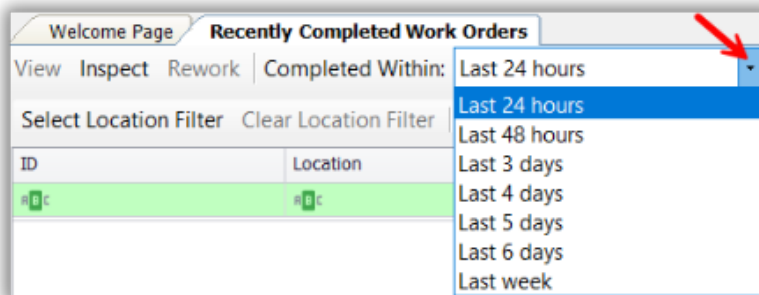 Welcome Page Recently Completed Work Orders
View Inspect Rework Completed Within: Last 24 hours
Last 24 hours
Select Location Filter Clear Location Filter
Last 48 hours
ID Location
Last 3 days
ABC ABC
Last 4 days
Last 5 days
Last 6 days
Last week